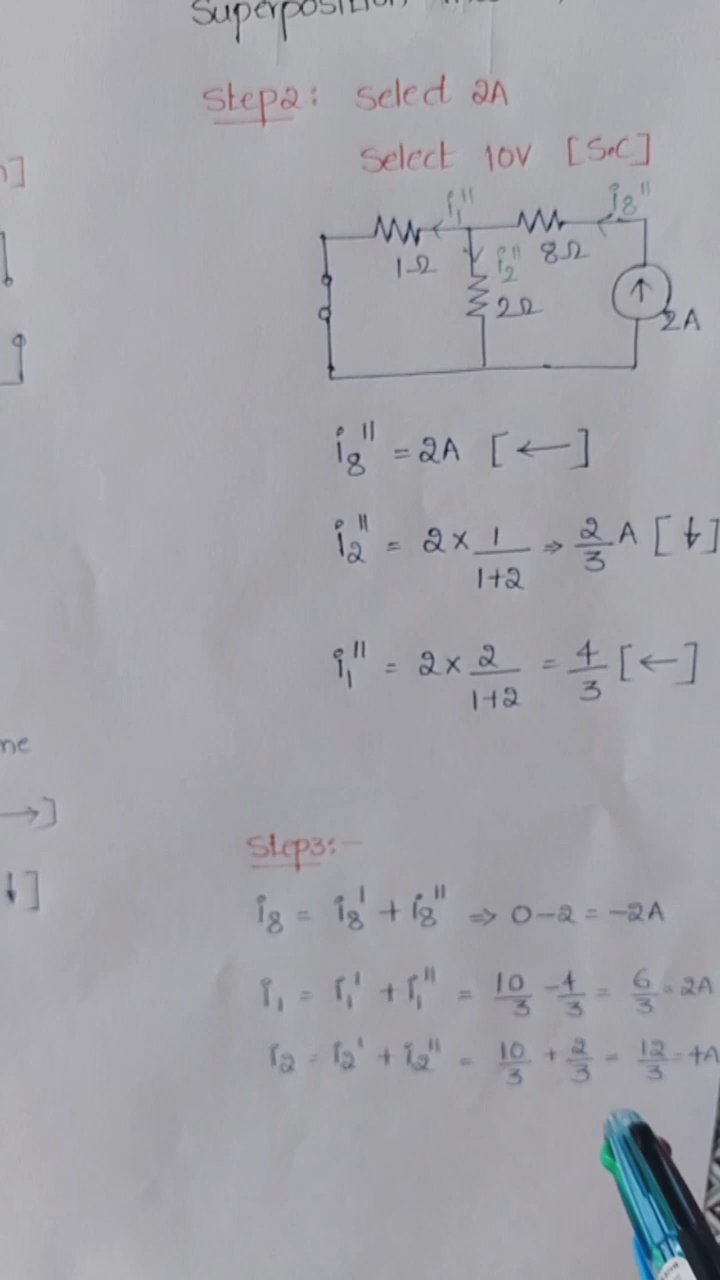 Superposition
Step2: Select 2A
Select 10V [S.C]
i₁'' i₈''
1Ω i₂'' 8Ω
2Ω
2A
i₈'' = 2A [←]
i₂'' = 2 × 1/(1+2) ⇒ 2/3 A [↓]
i₁'' = 2 × 2/(1+2) = 4/3 [←]
→]
↓]
Step3:-
i₈ = i₈' + i₈'' ⇒ 0-2 = -2A
i₁ = i₁' + i₁'' = 10/3 - 4/3 = 6/3 = 2A
i₂ = i₂' + i₂'' = 10/3 + 2/3 = 12/3 = 4A